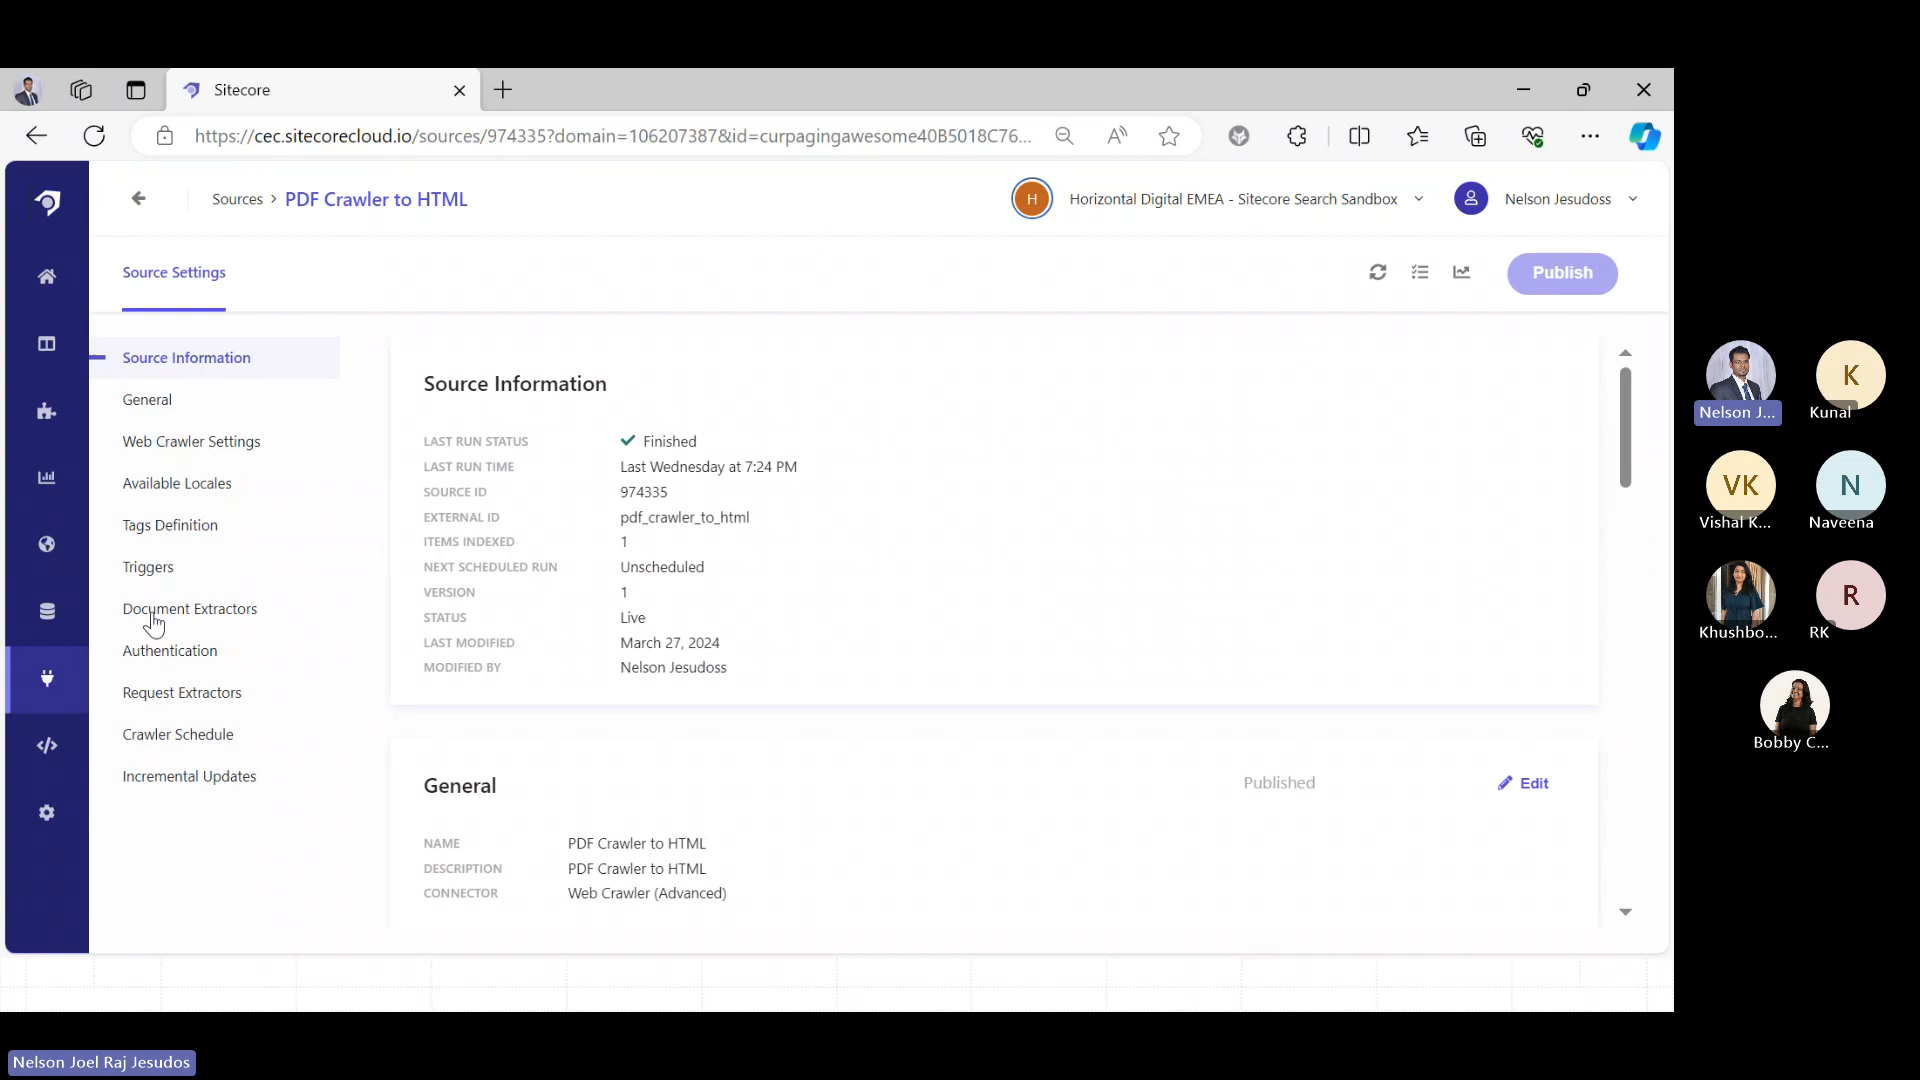 Sitecore
https://cec.sitecorecloud.io/sources/974335?domain=106207387&id=curpagingawesome40B5018C76...
Sources > PDF Crawler to HTML
H
Horizontal Digital EMEA - Sitecore Search Sandbox
Nelson Jesudoss
Source Settings
Publish
Source Information
General
Web Crawler Settings
Available Locales
Tags Definition
Triggers
Document Extractors
Authentication
Request Extractors
Crawler Schedule
Incremental Updates
Source Information
LAST RUN STATUS Finished
LAST RUN TIME Last Wednesday at 7:24 PM
SOURCE ID 974335
EXTERNAL ID pdf_crawler_to_html
ITEMS INDEXED 1
NEXT SCHEDULED RUN Unscheduled
VERSION 1
STATUS Live
LAST MODIFIED March 27, 2024
MODIFIED BY Nelson Jesudoss
General Published Edit
NAME PDF Crawler to HTML
DESCRIPTION PDF Crawler to HTML
CONNECTOR Web Crawler (Advanced)
Nelson J...
K
Kunal
VK
Vishal K...
N
Naveena
Khushbo...
R
RK
Bobby C...
Nelson Joel Raj Jesudos